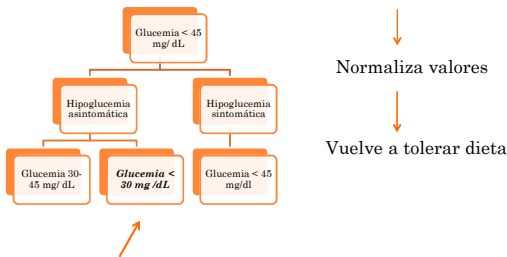 Glucemia < 45
mg/ dL
Hipoglucemia
asintomática
Hipoglucemia
sintomática
Glucemia 30-
45 mg/ dL
Glucemia <
30 mg /dL
Glucemia < 45
mg/dl
Normaliza valores
Vuelve a tolerar dieta